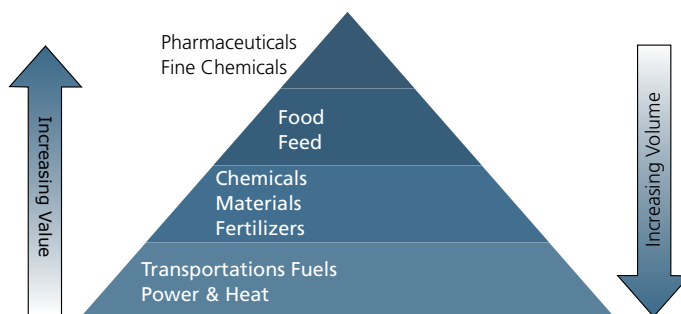 Pharmaceuticals
Fine Chemicals
Food
Feed
Chemicals
Materials
Fertilizers
Transportations Fuels
Power & Heat
Increasing Value
Increasing Volume